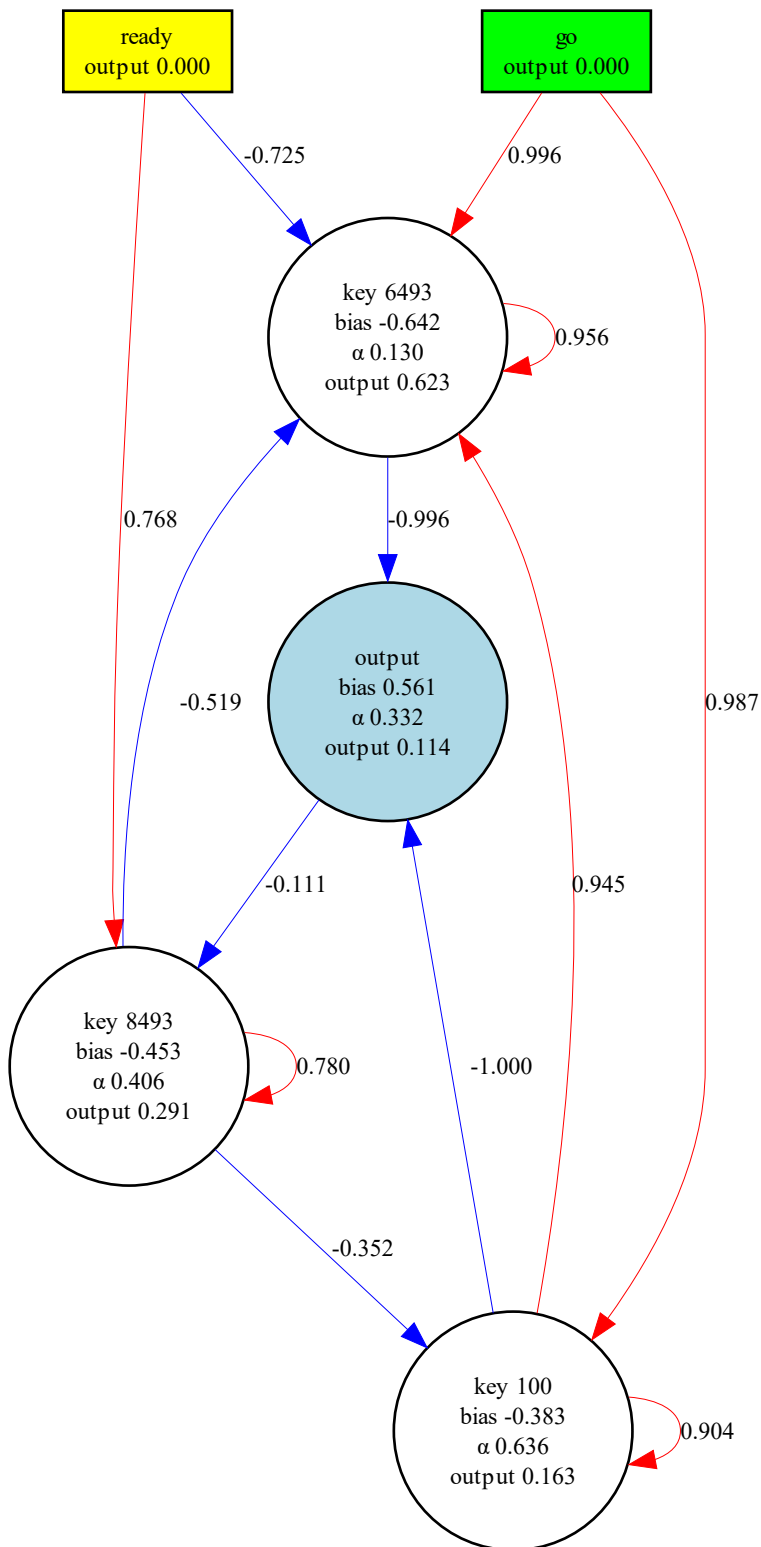 ready
output 0.000
go
output 0.000
-0.725
0.996
key 6493
bias -0.642
α 0.130
output 0.623
0.956
0.768
-0.996
-0.519
output
bias 0.561
α 0.332
output 0.114
0.987
-0.111
0.945
key 8493
bias -0.453
α 0.406
output 0.291
0.780
-1.000
-0.352
key 100
bias -0.383
α 0.636
output 0.163
0.904